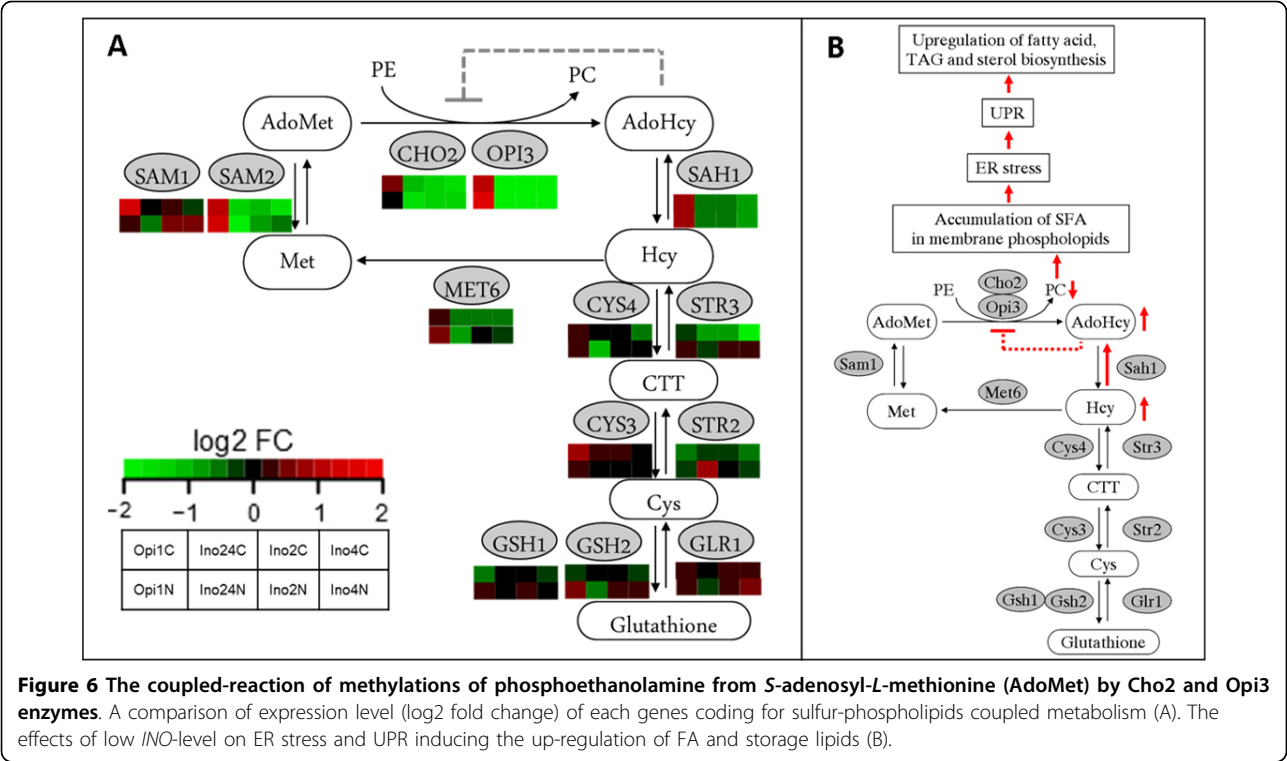 A
PE
PC
AdoMet
AdoHcy
CHO2
OPI3
SAM1
SAM2
SAH1
Met
Hcy
MET6
CYS4
STR3
CTT
CYS3
STR2
Cys
GSH1
GSH2
GLR1
Glutathione
log2 FC
−2 −1 0 1 2
Opi1C Ino24C Ino2C Ino4C
Opi1N Ino24N Ino2N Ino4N
B
Upregulation of fatty acid,
TAG and sterol biosynthesis
UPR
ER stress
Accumulation of SFA
in membrane phospholopids
PE
Cho2
PC
Opi3
AdoMet
AdoHcy
Sam1
Sah1
Met6
Met
Hcy
Cys4
Str3
CTT
Cys3
Str2
Cys
Gsh1
Gsh2
Glr1
Glutathione
Figure 6 The coupled-reaction of methylations of phosphoethanolamine from S-adenosyl-L-methionine (AdoMet) by Cho2 and Opi3
enzymes. A comparison of expression level (log2 fold change) of each genes coding for sulfur-phospholipids coupled metabolism (A). The
effects of low INO-level on ER stress and UPR inducing the up-regulation of FA and storage lipids (B).